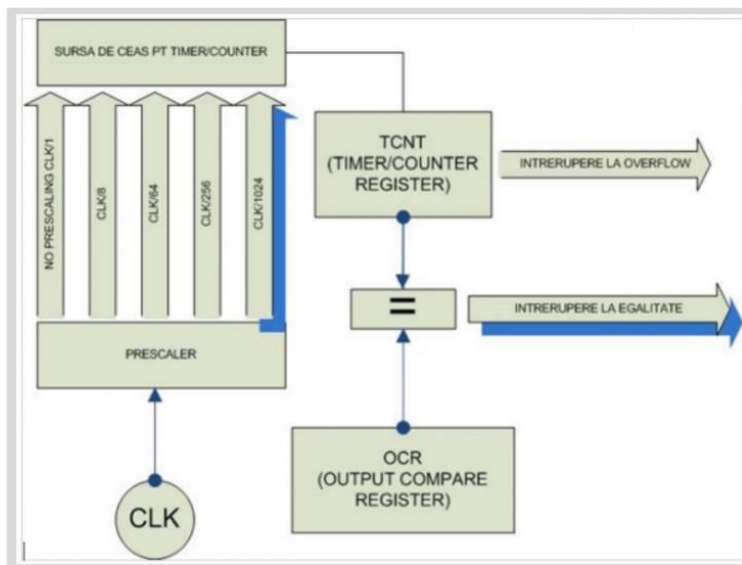 SURSA DE CEAS PT TIMER/COUNTER
NO PRESCALING CLK/1
CLK/8
CLK/64
CLK/256
CLK/1024
TCNT
(TIMER/COUNTER
REGISTER)
INTRERUPERE LA OVERFLOW
=
INTRERUPERE LA EGALITATE
PRESCALER
OCR
(OUTPUT COMPARE
REGISTER)
CLK